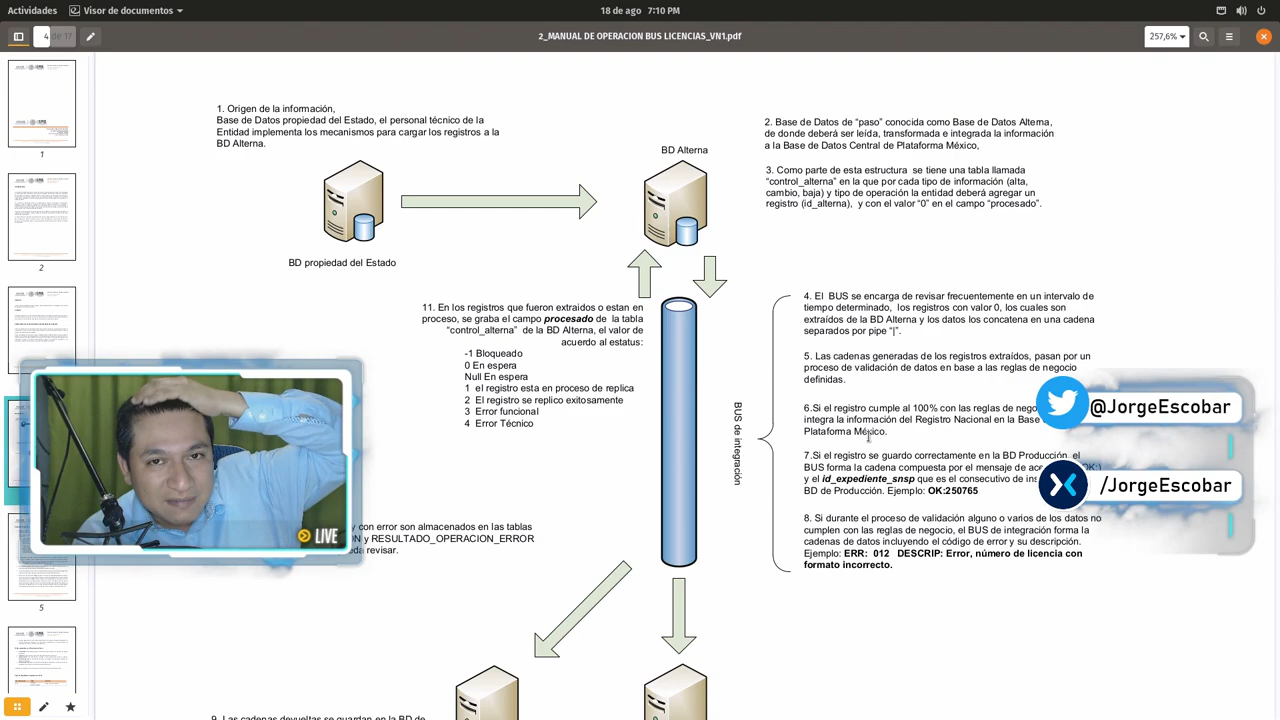 Actividades
Visor de documentos
18 de ago 7:10 PM
4 de 17
2_MANUAL DE OPERACION BUS LICENCIAS_VN1.pdf
257,6%
1
2
5
1. Origen de la información,
Base de Datos propiedad del Estado, el personal técnico de la
Entidad implementa los mecanismos para cargar los registros a la
BD Alterna.
BD propiedad del Estado
BD Alterna
2. Base de Datos de “paso” conocida como Base de Datos Alterna,
de donde deberá ser leída, transformada e integrada la información
a la Base de Datos Central de Plataforma México,
3. Como parte de esta estructura se tiene una tabla llamada
“control_alterna” en la que por cada tipo de información (alta,
cambio, baja) y tipo de operación la entidad deberá agregar un
registro (id_alterna), y con el valor “0” en el campo “procesado”.
11. En los registros que fueron extraidos o estan en
proceso, se graba el campo procesado de la tabla
“control_alterna” de la BD Alterna, el valor de
acuerdo al estatus:
-1 Bloqueado
0 En espera
Null En espera
1 el registro esta en proceso de replica
2 El registro se replico exitosamente
3 Error funcional
4 Error Técnico
BUS de integración
4. El BUS se encarga de revisar frecuentemente en un intervalo de
tiempo determinado, los registros con valor 0, los cuales son
extraídos de la BD Alterna y los datos los concatena en una cadena
separados por pipe “|”.
5. Las cadenas generadas de los registros extraídos, pasan por un
proceso de validación de datos en base a las reglas de negocio
definidas.
6.Si el registro cumple al 100% con las reglas de nego
integra la información del Registro Nacional en la Base
Plataforma México.
7.Si el registro se guardo correctamente en la BD Producción, el
BUS forma la cadena compuesta por el mensaje de ace OK:)
y el id_expediente_snsp que es el consecutivo de ins
BD de Producción. Ejemplo: OK:250765
8. Si durante el proceso de validación alguno o varios de los datos no
cumplen con las reglas de negocio, el BUS de integración forma la
cadenas de datos incluyendo el código de error y su descripción.
Ejemplo: ERR: 012 DESCRIP: Error, número de licencia con
formato incorrecto.
y con error son almacenados en las tablas
ON y RESULTADO_OPERACION_ERROR
eda revisar.
9. Las cadenas devueltas se guardan en la BD de
LIVE
@JorgeEscobar
/JorgeEscobar